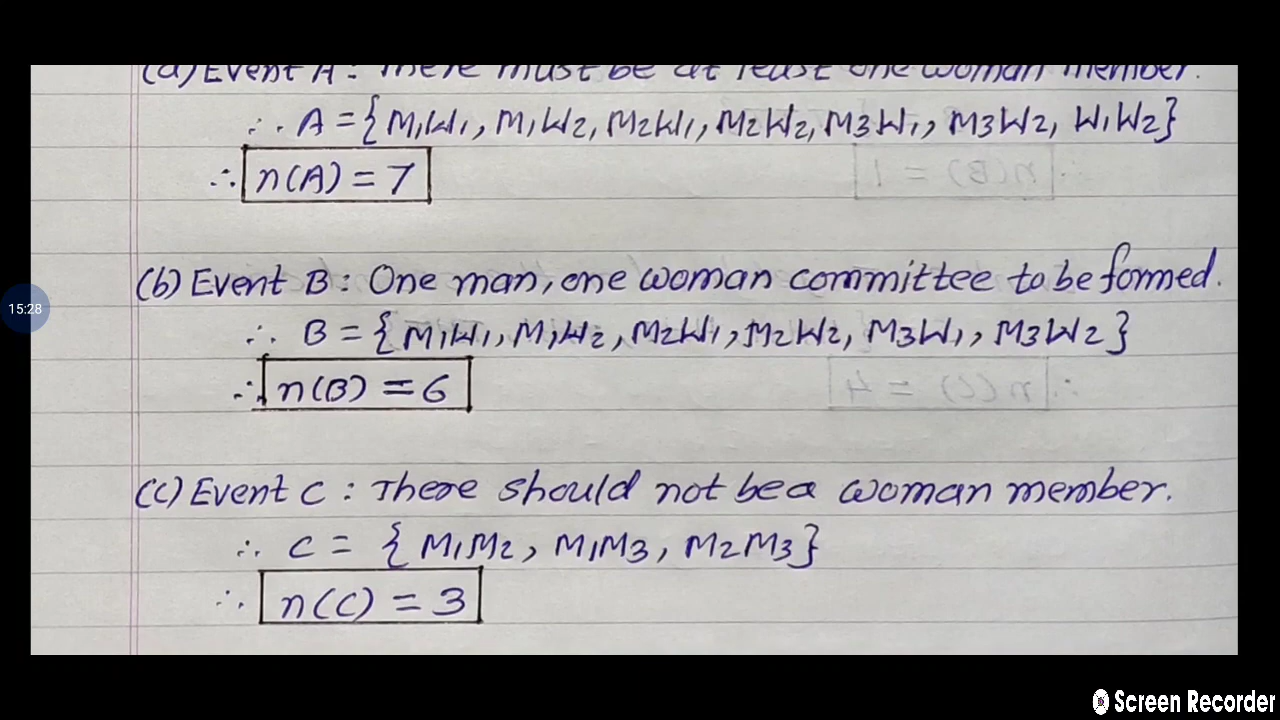 (a) Event A : There must be at least one woman member.
∴ A = {M1W1, M1W2, M2W1, M2W2, M3W1, M3W2, W1W2}
∴ n(A) = 7
∴ n(B) = 1
(b) Event B : One man, one woman committee to be formed.
∴ B = {M1W1, M1W2, M2W1, M2W2, M3W1, M3W2}
∴ n(B) = 6
∴ n(C) = 4
15:28
(c) Event C : There should not be a woman member.
∴ C = {M1M2, M1M3, M2M3}
∴ n(C) = 3
Screen Recorder